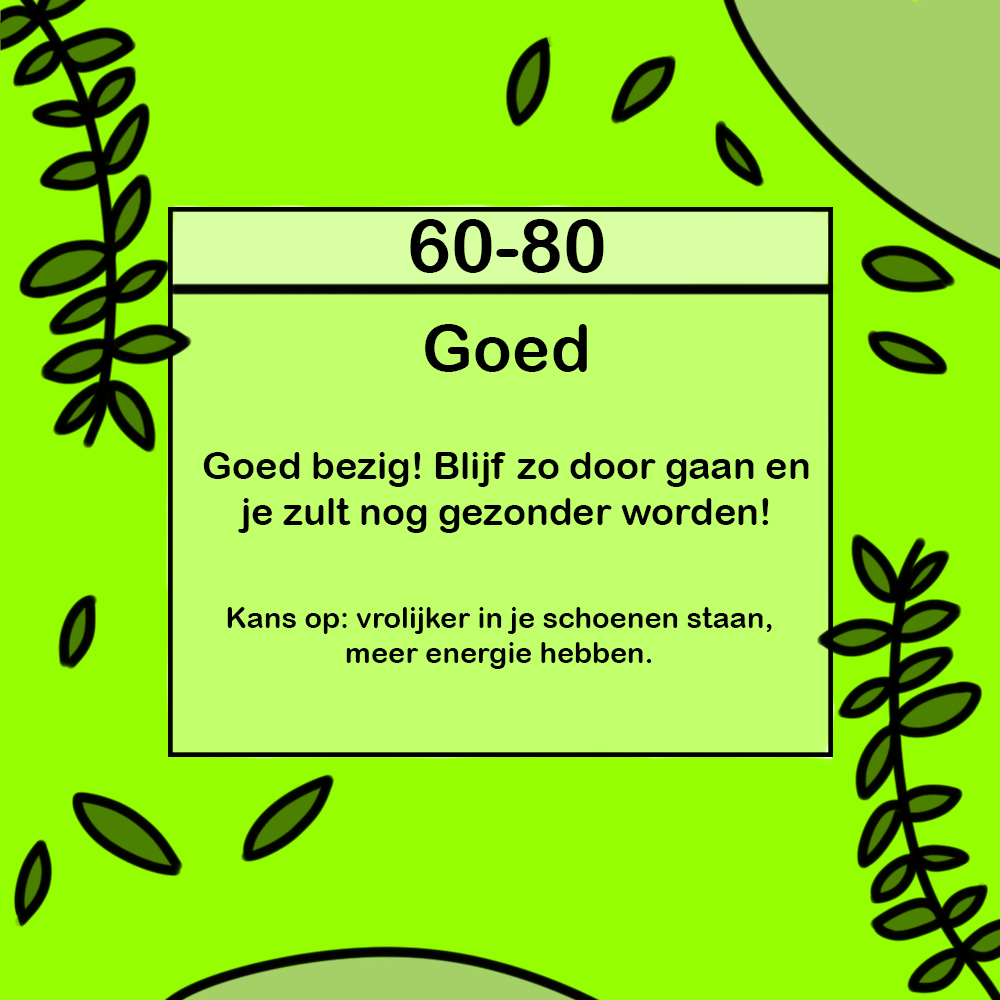 60-80
Goed
Goed bezig! Blijf zo door gaan en
je zult nog gezonder worden!
Kans op: vrolijker in je schoenen staan,
meer energie hebben.